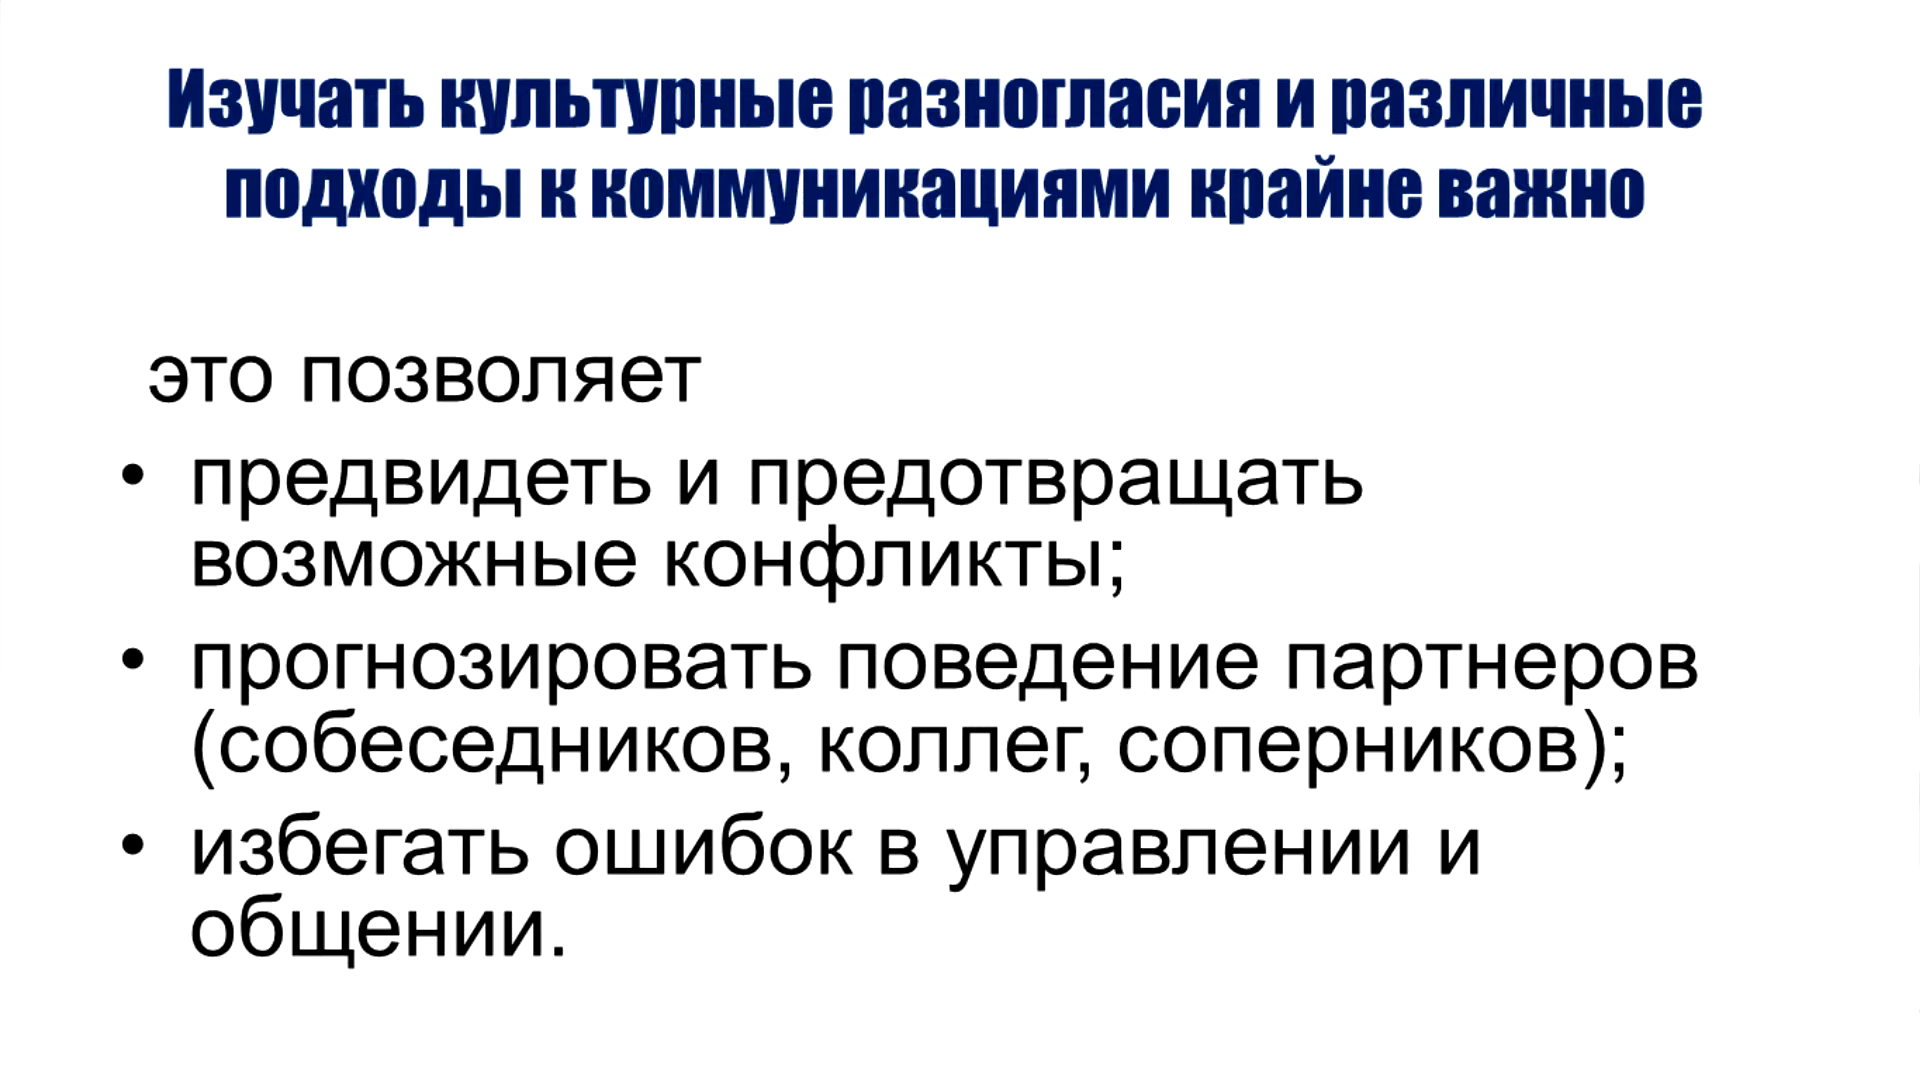 Изучать культурные разногласия и различные
подходы к коммуникациями крайне важно
это позволяет
• предвидеть и предотвращать
возможные конфликты;
• прогнозировать поведение партнеров
(собеседников, коллег, соперников);
• избегать ошибок в управлении и
общении.